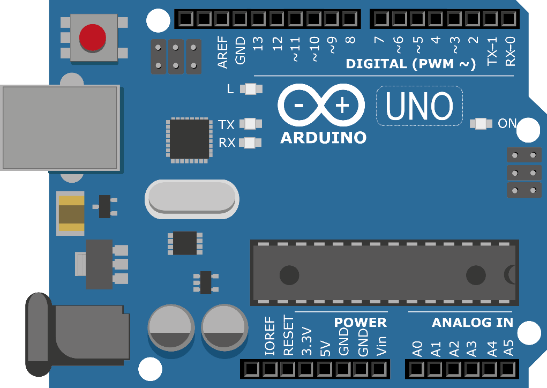 AREF
GND
13
12
~11
~10
~9
8
7
~6
~5
4
~3
2
TX→1
RX←0
DIGITAL (PWM ~)
L
TX
RX
- +
UNO
ARDUINO
ON
POWER
ANALOG IN
IOREF
RESET
3.3V
5V
GND
GND
Vin
A0
A1
A2
A3
A4
A5